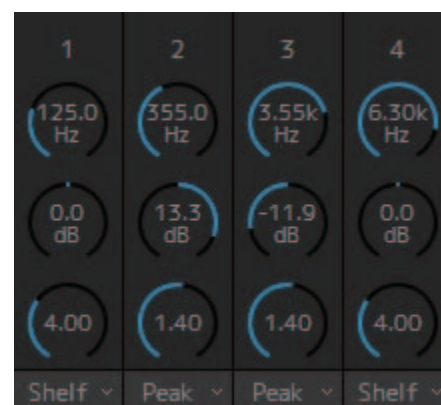 1 2 3 4
125.0 355.0 3.55k 6.30k
Hz Hz Hz Hz
0.0 13.3 -11.9 0.0
dB dB dB dB
4.00 1.40 1.40 4.00
Shelf Peak Peak Shelf